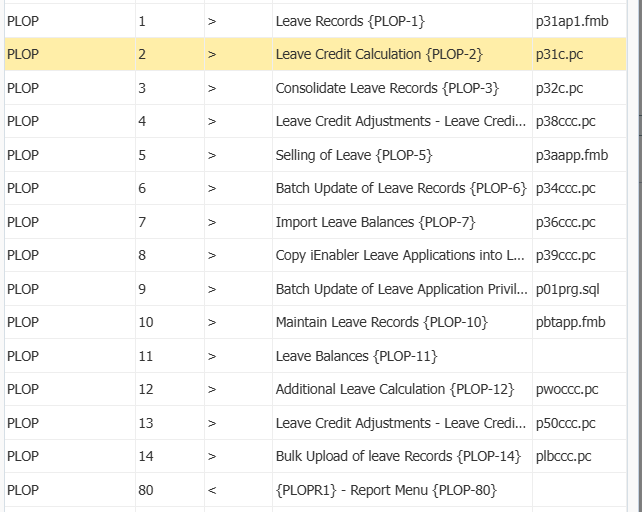 PLOP 1 > Leave Records {PLOP-1} p31ap1.fmb
PLOP 2 > Leave Credit Calculation {PLOP-2} p31c.pc
PLOP 3 > Consolidate Leave Records {PLOP-3} p32c.pc
PLOP 4 > Leave Credit Adjustments - Leave Credi... p38ccc.pc
PLOP 5 > Selling of Leave {PLOP-5} p3aapp.fmb
PLOP 6 > Batch Update of Leave Records {PLOP-6} p34ccc.pc
PLOP 7 > Import Leave Balances {PLOP-7} p36ccc.pc
PLOP 8 > Copy iEnabler Leave Applications into L... p39ccc.pc
PLOP 9 > Batch Update of Leave Application Privil... p01prg.sql
PLOP 10 > Maintain Leave Records {PLOP-10} pbtapp.fmb
PLOP 11 > Leave Balances {PLOP-11}
PLOP 12 > Additional Leave Calculation {PLOP-12} pwoccc.pc
PLOP 13 > Leave Credit Adjustments - Leave Credi... p50ccc.pc
PLOP 14 > Bulk Upload of leave Records {PLOP-14} plbccc.pc
PLOP 80 < {PLOPR1} - Report Menu {PLOP-80}